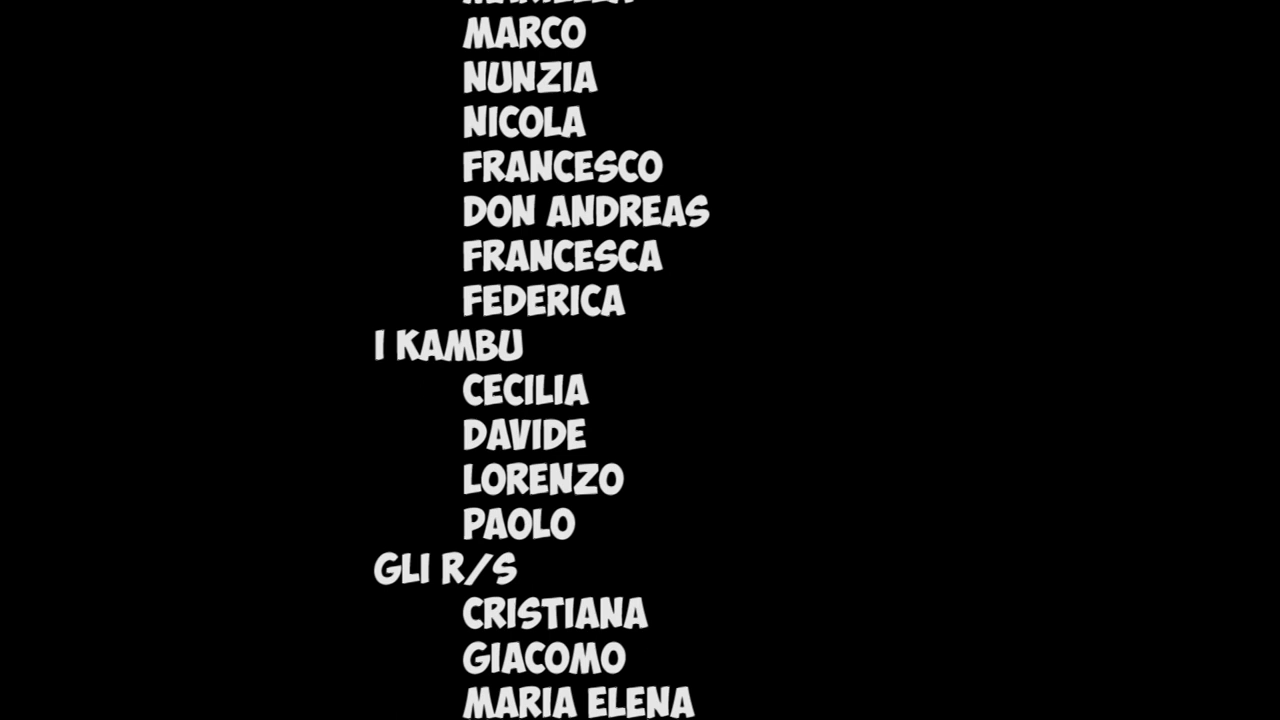 MARCO
NUNZIA
NICOLA
FRANCESCO
DON ANDREAS
FRANCESCA
FEDERICA
I KAMBU
CECILIA
DAVIDE
LORENZO
PAOLO
GLI R/S
CRISTIANA
GIACOMO
MARIA ELENA